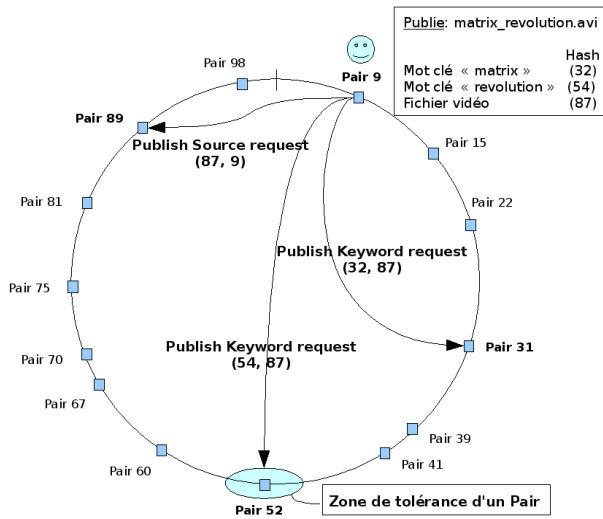 Publie: matrix_revolution.avi
Hash
Mot clé « matrix » (32)
Mot clé « revolution » (54)
Fichier vidéo (87)
Pair 98
Pair 9
Pair 89
Publish Source request
(87, 9)
Pair 15
Pair 81
Pair 22
Publish Keyword request
(32, 87)
Pair 75
Publish Keyword request
(54, 87)
Pair 31
Pair 70
Pair 67
Pair 39
Pair 41
Pair 60
Pair 52
Zone de tolérance d'un Pair